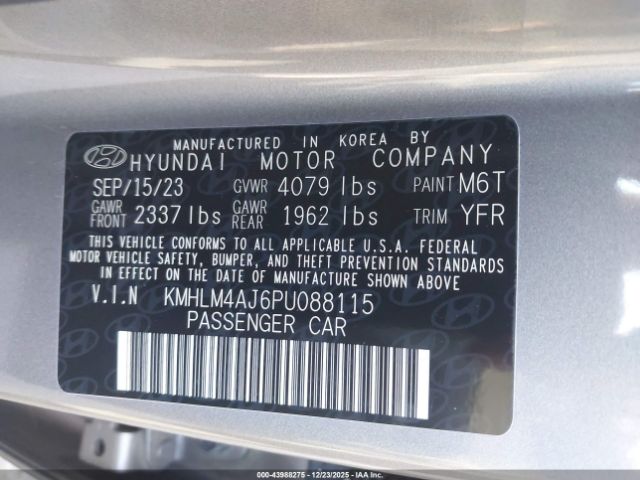 MANUFACTURED IN KOREA BY
HYUNDAI MOTOR COMPANY
SEP/15/23 GVWR 4079 lbs PAINT M6T
GAWR FRONT 2337 lbs GAWR REAR 1962 lbs TRIM YFR
THIS VEHICLE CONFORMS TO ALL APPLICABLE U.S.A. FEDERAL
MOTOR VEHICLE SAFETY, BUMPER, AND THEFT PREVENTION STANDARDS
IN EFFECT ON THE DATE OF MANUFACTURE SHOWN ABOVE
V.I.N KMHLM4AJ6PU088115
PASSENGER CAR
© 00-43988275 - 12/23/2025 - IAA Inc.